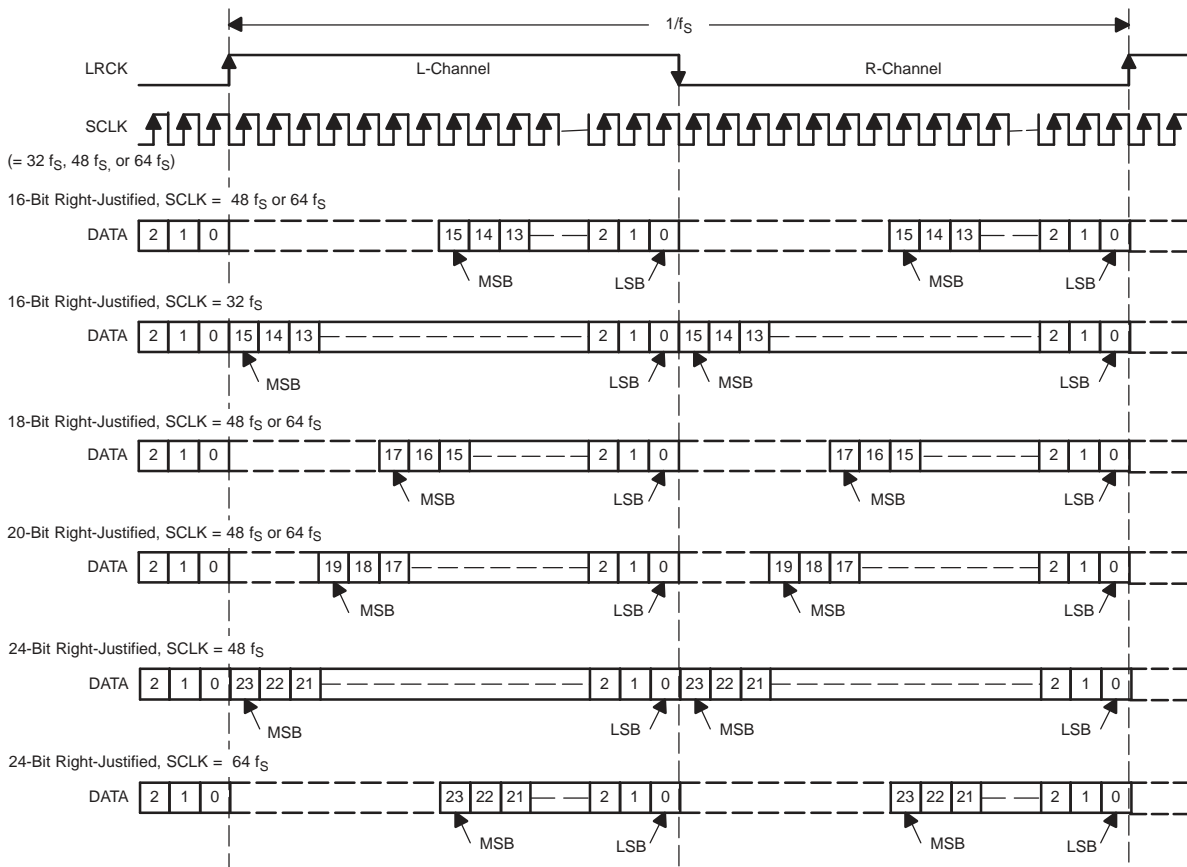 1/fS
LRCK L-Channel R-Channel
SCLK
(= 32 fS, 48 fS, or 64 fS)
16-Bit Right-Justified, SCLK = 48 fS or 64 fS
DATA 2 1 0 15 14 13 2 1 0 15 14 13 2 1 0
MSB LSB MSB LSB
16-Bit Right-Justified, SCLK = 32 fS
DATA 2 1 0 15 14 13 2 1 0 15 14 13 2 1 0
MSB LSB MSB LSB
18-Bit Right-Justified, SCLK = 48 fS or 64 fS
DATA 2 1 0 17 16 15 2 1 0 17 16 15 2 1 0
MSB LSB MSB LSB
20-Bit Right-Justified, SCLK = 48 fS or 64 fS
DATA 2 1 0 19 18 17 2 1 0 19 18 17 2 1 0
MSB LSB MSB LSB
24-Bit Right-Justified, SCLK = 48 fS
DATA 2 1 0 23 22 21 2 1 0 23 22 21 2 1 0
MSB LSB MSB LSB
24-Bit Right-Justified, SCLK = 64 fS
DATA 2 1 0 23 22 21 2 1 0 23 22 21 2 1 0
MSB LSB MSB LSB